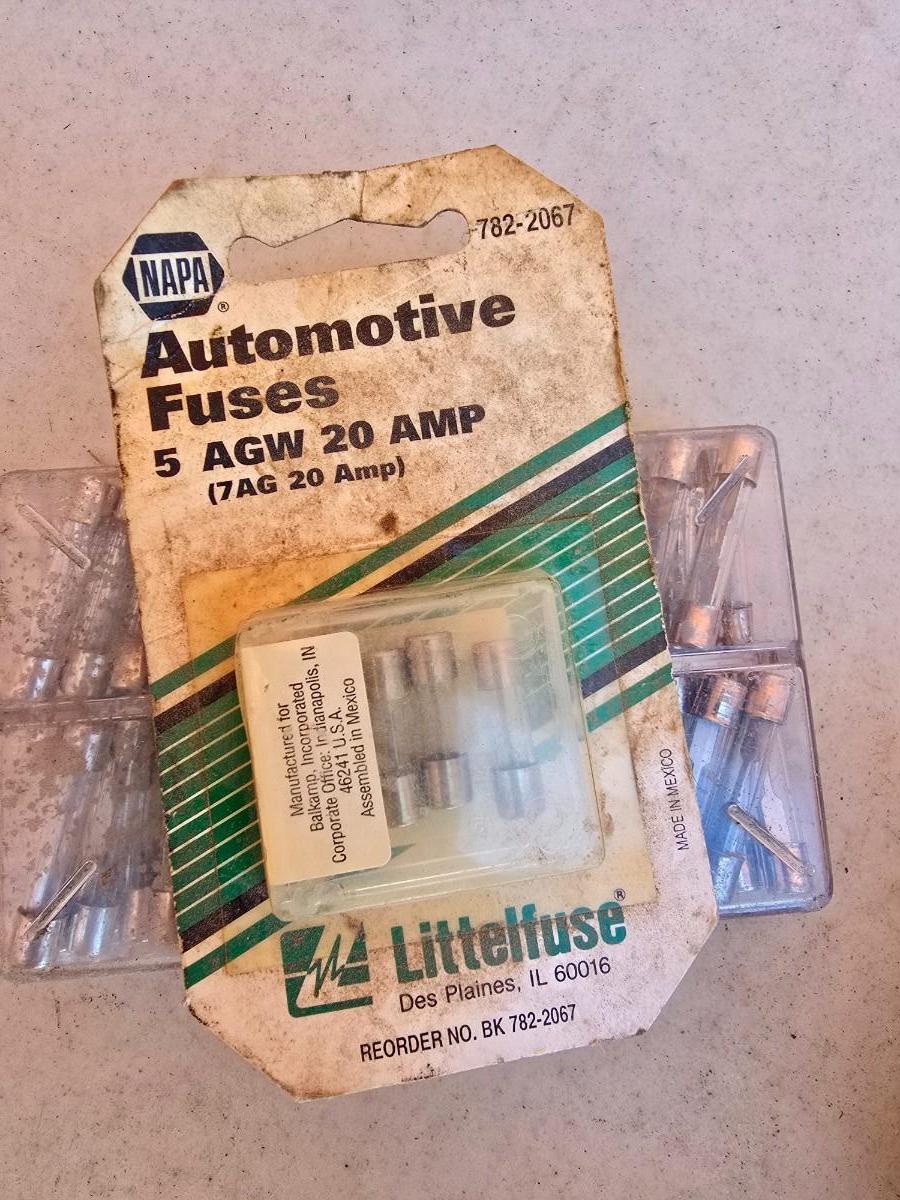 782-2067
NAPA®
Automotive
Fuses
5 AGW 20 AMP
(7AG 20 Amp)
Manufactured for
Balkamp, Incorporated
Corporate Office: Indianapolis, IN
46241 U.S.A.
Assembled in Mexico
MADE IN MEXICO
Littelfuse®
Des Plaines, IL 60016
REORDER NO. BK 782-2067